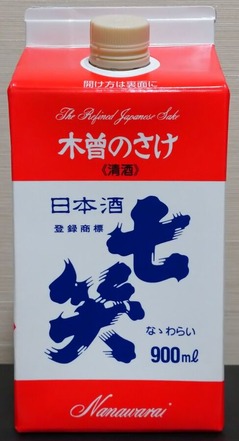 開け方は裏面に
The Refined Japanese Sake
木曽のさけ
《清酒》
日本酒
登録商標
七笑
なゝわらい
900mℓ
Nanawarai